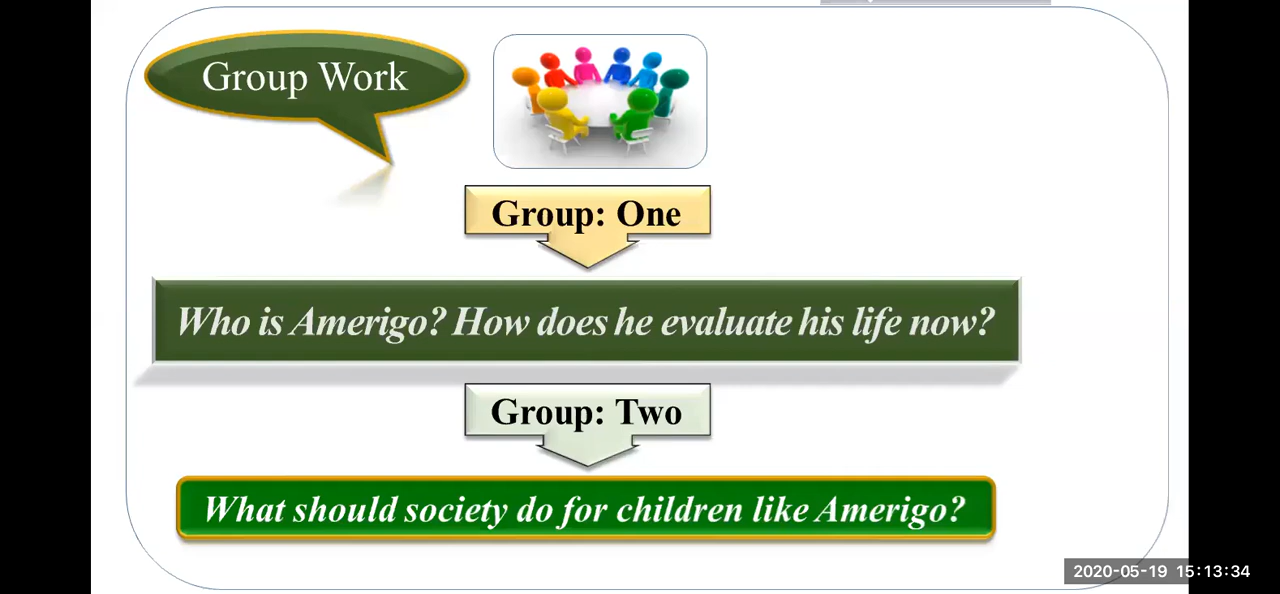 Group Work
Group: One
Who is Amerigo? How does he evaluate his life now?
Group: Two
What should society do for children like Amerigo?
2020-05-19 15:13:34